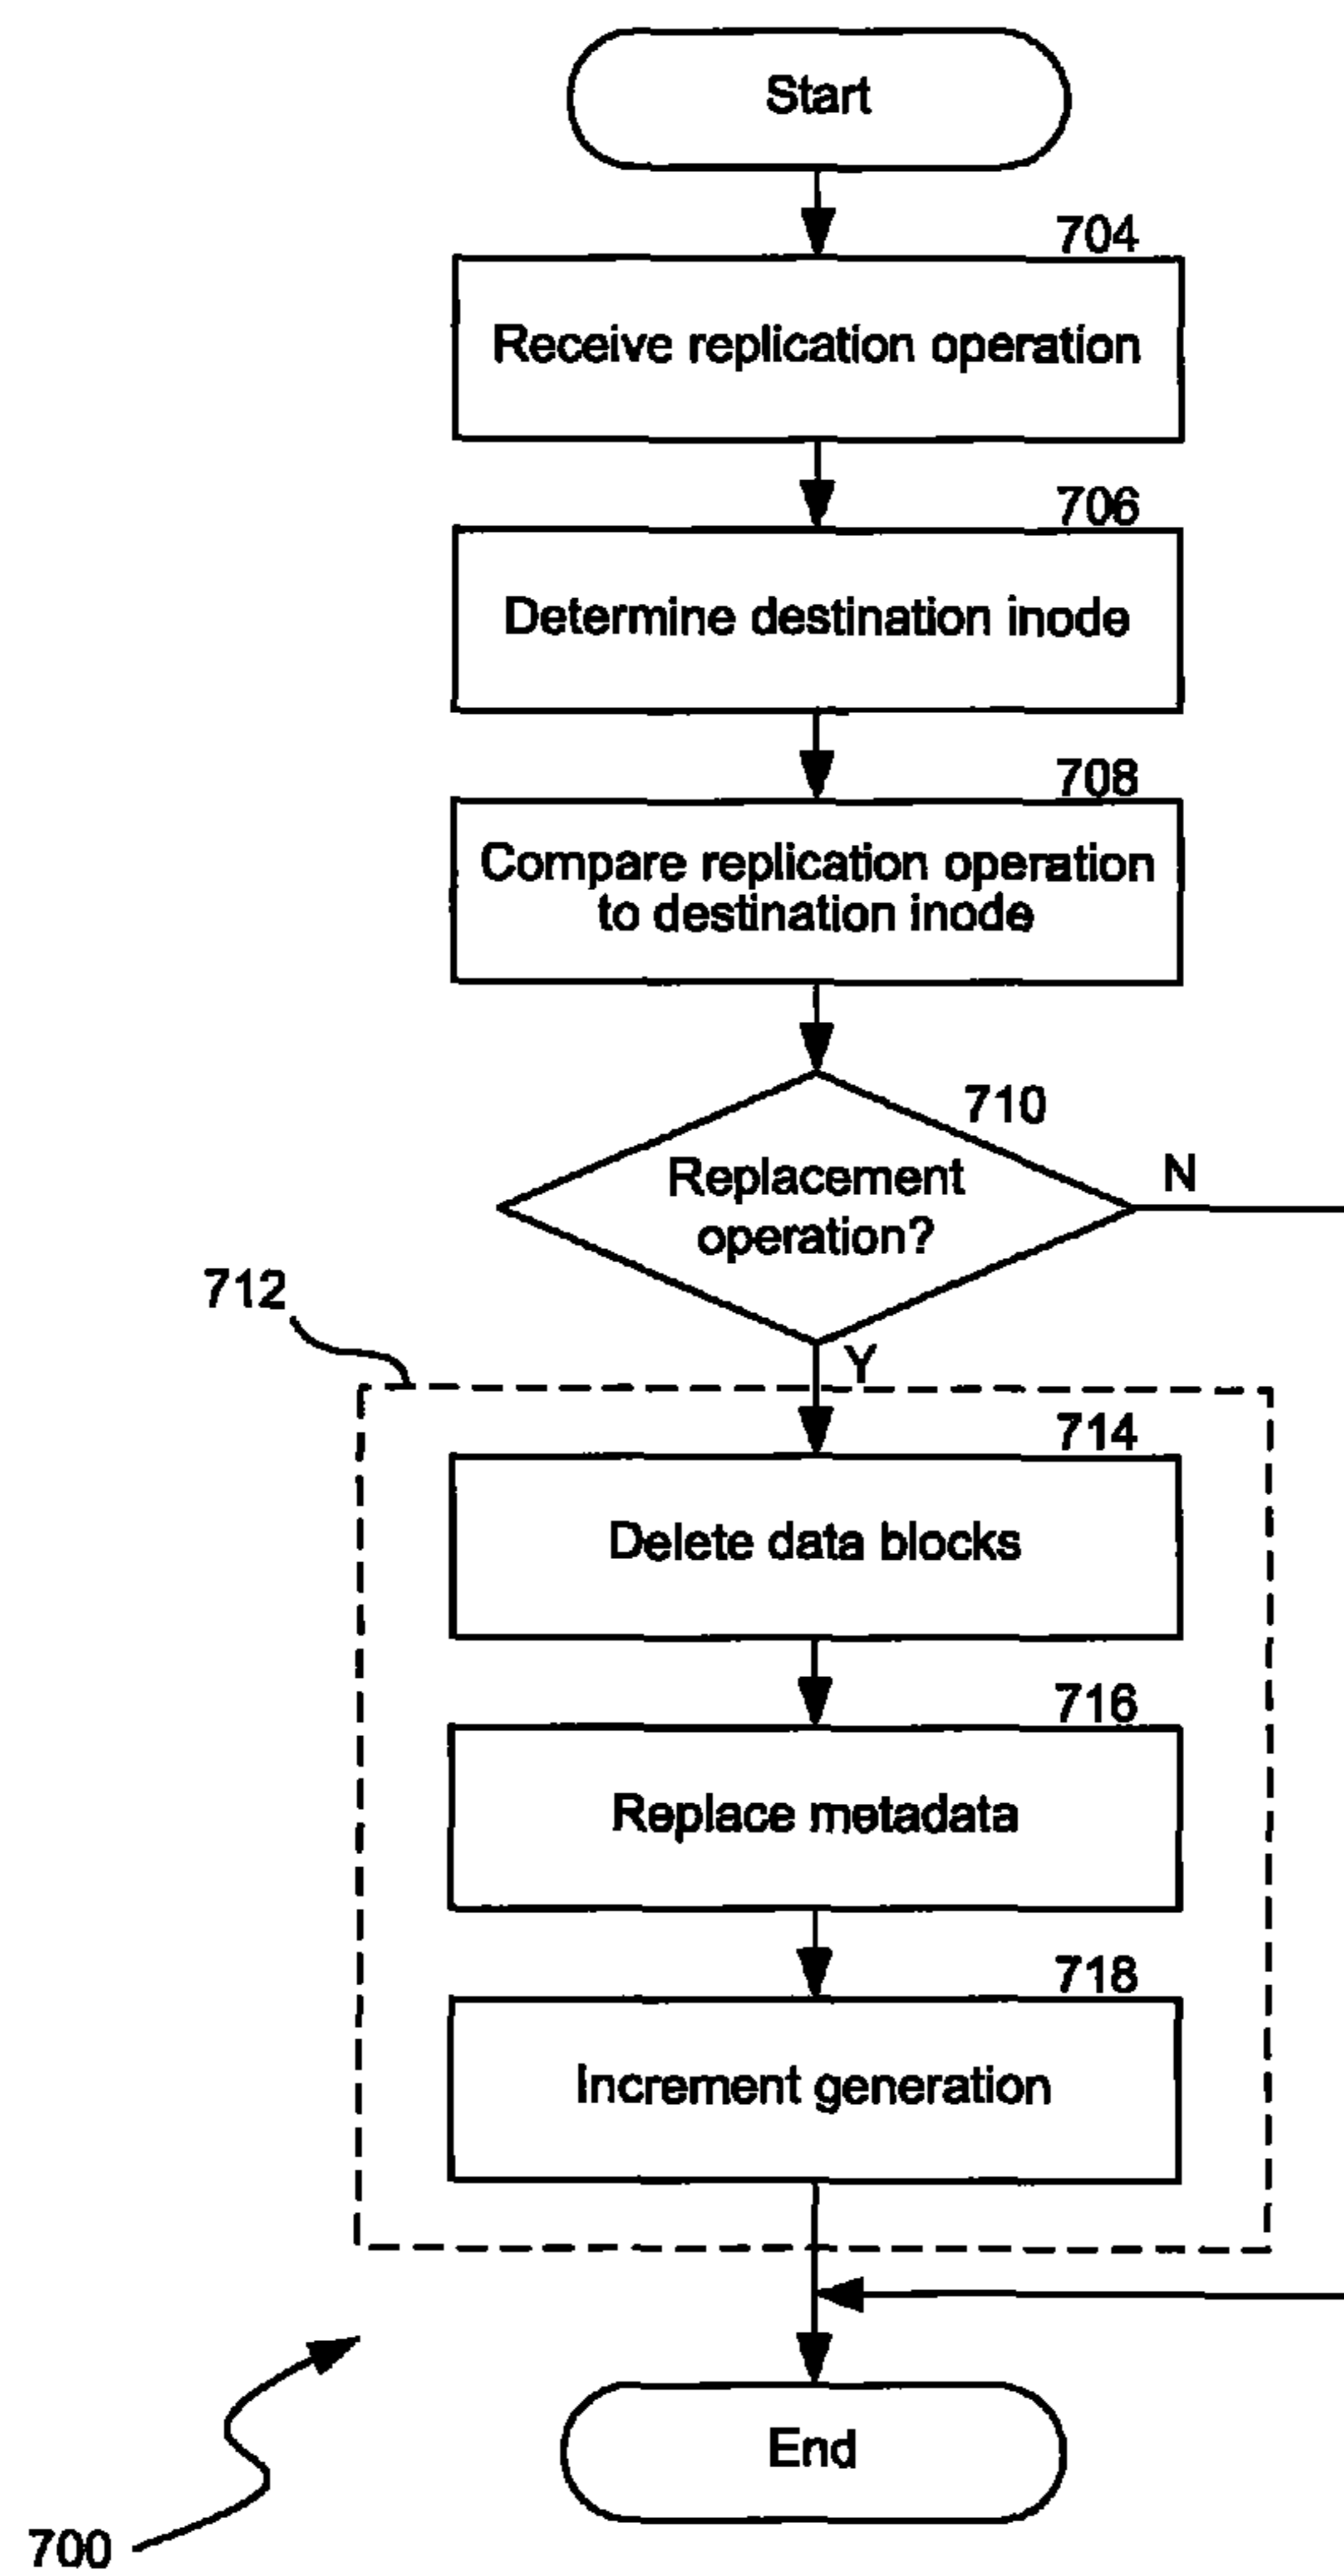 Start
704
Receive replication operation
706
Determine destination inode
708
Compare replication operation
to destination inode
710
Replacement
operation?
N
712
Y
714
Delete data blocks
716
Replace metadata
718
Increment generation
End
700